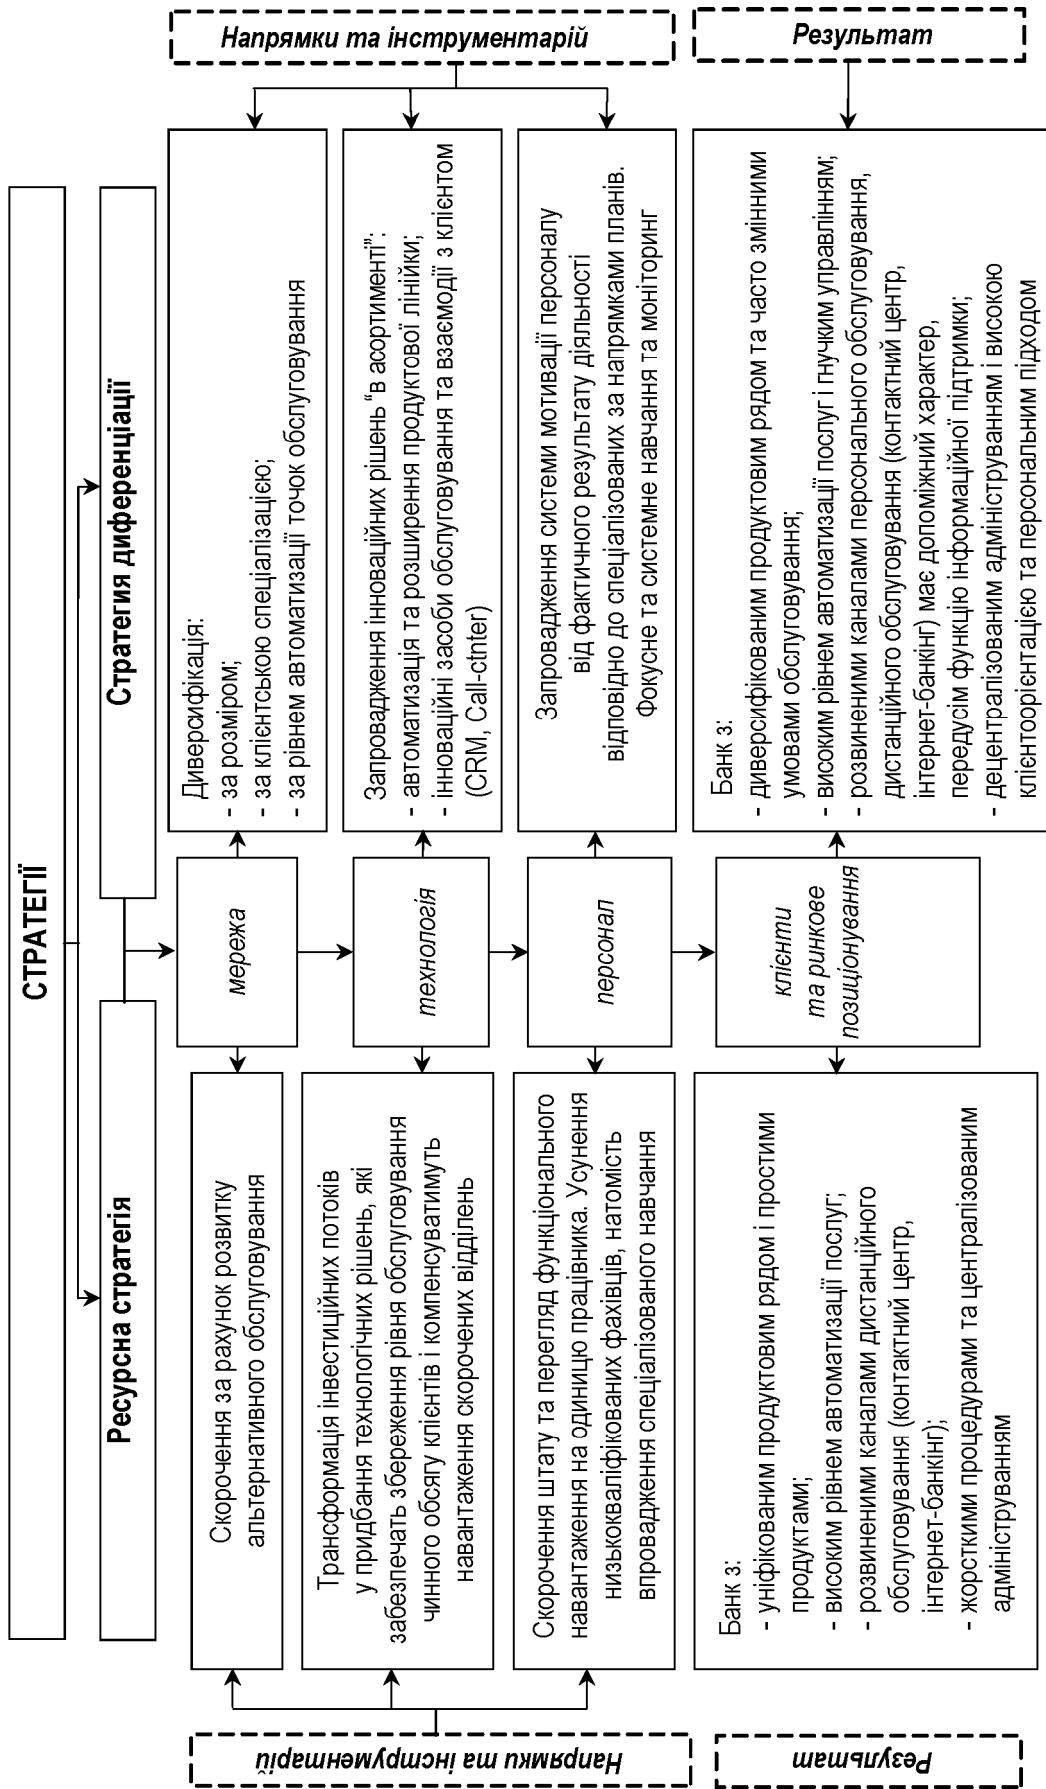 СТРАТЕГІЇ
Ресурсна стратегія
Стратегия диференціації
Напрямки та інструментарій
Скорочення за рахунок розвитку
альтернативного обслуговування
мережа
Диверсифікація:
- за розміром;
- за клієнтською спеціалізацією;
- за рівнем автоматизації точок обслуговування
Напрямки та інструментарій
Трансформація інвестиційних потоків
у придбання технологічних рішень, які
забезпечать збереження рівня обслуговування
чинного обсягу клієнтів і компенсуватимуть
навантаження скорочених відділень
технологія
Запровадження інноваційних рішень “в асортименті”:
- автоматизація та розширення продуктової лінійки;
- інноваційні засоби обслуговування та взаємодії з клієнтом
(CRM, Call-ctnter)
Скорочення штату та перегляд функціонального
навантаження на одиницю працівника. Усунення
низькокваліфікованих фахівців, натомість
впровадження спеціалізованого навчання
персонал
Запровадження системи мотивації персоналу
від фактичного результату діяльності
відповідно до спеціалізованих за напрямками планів.
Фокусне та системне навчання та моніторинг
Результат
Банк з:
- уніфікованим продуктовим рядом і простими
продуктами;
- високим рівнем автоматизації послуг;
- розвиненими каналами дистанційного
обслуговування (контактний центр,
інтернет-банкінг);
- жорсткими процедурами та централізованим
адмініструванням
клієнти
та ринкове
позиціонування
Банк з:
- диверсификованим продуктовим рядом та часто змінними
умовами обслуговування;
- високим рівнем автоматизації послуг і гнучким управлінням;
- розвиненими каналами персонального обслуговування,
дистанційного обслуговування (контактний центр,
інтернет-банкінг) має допоміжний характер,
передусім функцію інформаційної підтримки;
- децентралізованим адмініструванням і високою
клієнтоорієнтацією та персональним підходом
Результат